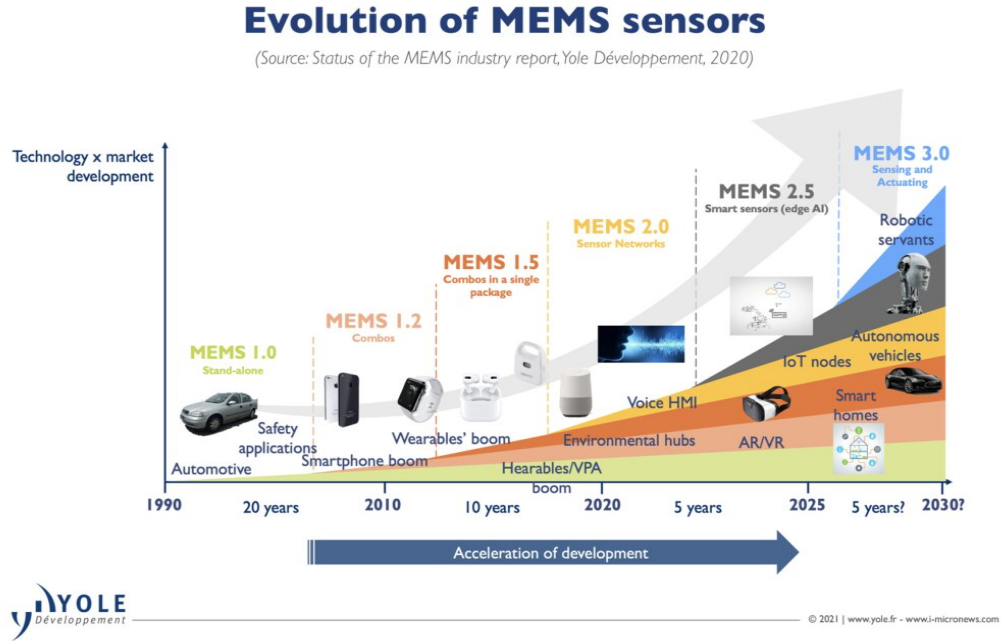 Evolution of MEMS sensors
(Source: Status of the MEMS industry report, Yole Développement, 2020)
Technology x market
development
MEMS 3.0
Sensing and
Actuating
MEMS 2.5
Smart sensors (edge AI)
MEMS 2.0
Sensor Networks
MEMS 1.5
Combos in a single
package
MEMS 1.2
Combos
MEMS 1.0
Stand-alone
Robotic
servants
Autonomous
vehicles
IoT nodes
Smart
homes
Voice HMI
AR/VR
Environmental hubs
Wearables' boom
Safety
applications
Smartphone boom
Automotive
Hearables/VPA
boom
1990
20 years
2010
10 years
2020
5 years
2025
5 years?
2030?
Acceleration of development
YOLE
Développement
© 2021 | www.yole.fr - www.i-micronews.com